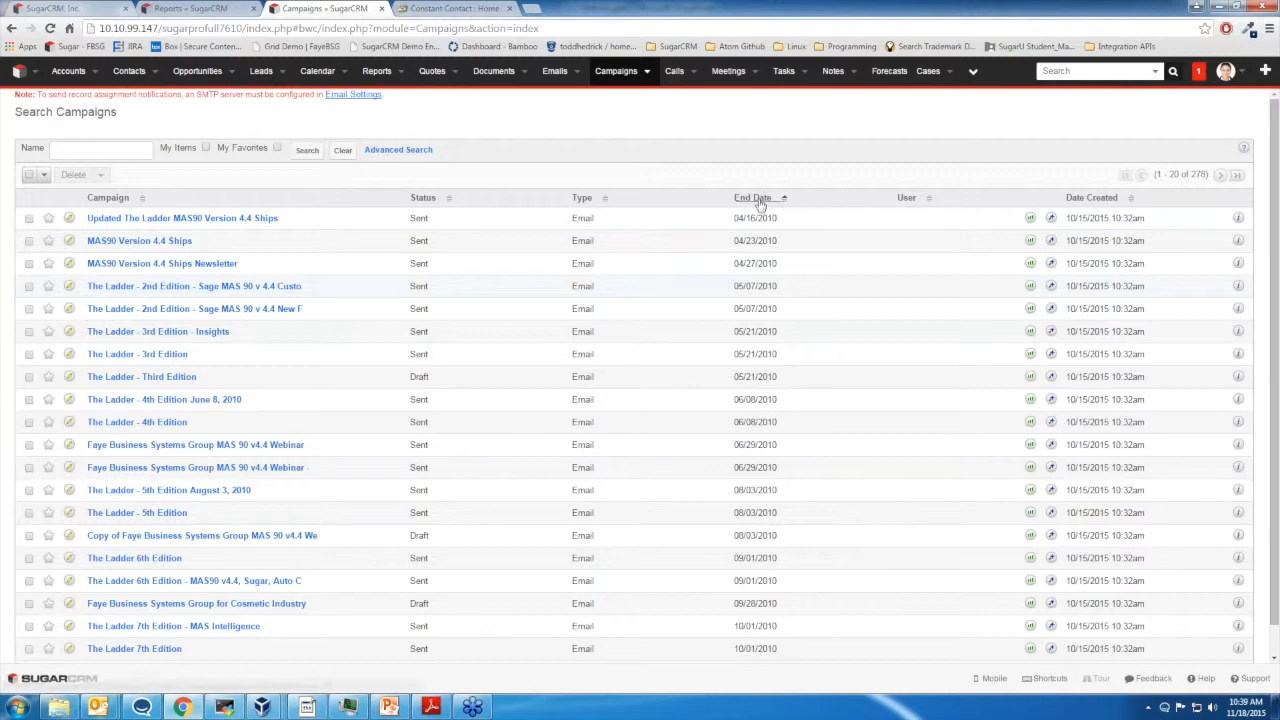 SugarCRM, Inc.
Reports » SugarCRM
Campaigns » SugarCRM
Constant Contact : Home
10.10.99.147/sugarprofull7610/index.php#bwc/index.php?module=Campaigns&action=index
Apps Sugar - FBSG JIRA Box | Secure Conten... Grid Demo | FayeBSG SugarCRM Demo En... Dashboard - Bamboo toddhedrick / home... SugarCRM Atom Github Linux Programming Search Trademark D... SugarU Student_Ma... Integration APIs
Accounts Contacts Opportunities Leads Calendar Reports Quotes Documents Emails Campaigns Calls Meetings Tasks Notes Forecasts Cases Search 1
Note: To send record assignment notifications, an SMTP server must be configured in Email Settings.
Search Campaigns
Name My Items My Favorites Search Clear Advanced Search
Delete (1 - 20 of 278)
Campaign Status Type End Date User Date Created
Updated The Ladder MAS90 Version 4.4 Ships Sent Email 04/16/2010 10/15/2015 10:32am
MAS90 Version 4.4 Ships Sent Email 04/23/2010 10/15/2015 10:32am
MAS90 Version 4.4 Ships Newsletter Sent Email 04/27/2010 10/15/2015 10:32am
The Ladder - 2nd Edition - Sage MAS 90 v 4.4 Custo Sent Email 05/07/2010 10/15/2015 10:32am
The Ladder - 2nd Edition - Sage MAS 90 v 4.4 New F Sent Email 05/07/2010 10/15/2015 10:32am
The Ladder - 3rd Edition - Insights Sent Email 05/21/2010 10/15/2015 10:32am
The Ladder - 3rd Edition Sent Email 05/21/2010 10/15/2015 10:32am
The Ladder - Third Edition Draft Email 05/21/2010 10/15/2015 10:32am
The Ladder - 4th Edition June 8, 2010 Sent Email 06/08/2010 10/15/2015 10:32am
The Ladder - 4th Edition Sent Email 06/08/2010 10/15/2015 10:32am
Faye Business Systems Group MAS 90 v4.4 Webinar Sent Email 06/29/2010 10/15/2015 10:32am
Faye Business Systems Group MAS 90 v4.4 Webinar - Sent Email 06/29/2010 10/15/2015 10:32am
The Ladder - 5th Edition August 3, 2010 Sent Email 08/03/2010 10/15/2015 10:32am
The Ladder - 5th Edition Sent Email 08/03/2010 10/15/2015 10:32am
Copy of Faye Business Systems Group MAS 90 v4.4 We Draft Email 08/03/2010 10/15/2015 10:32am
The Ladder 6th Edition Sent Email 09/01/2010 10/15/2015 10:32am
The Ladder 6th Edition - MAS90 v4.4, Sugar, Auto C Sent Email 09/01/2010 10/15/2015 10:32am
Faye Business Systems Group for Cosmetic Industry Draft Email 09/28/2010 10/15/2015 10:32am
The Ladder 7th Edition - MAS Intelligence Sent Email 10/01/2010 10/15/2015 10:32am
The Ladder 7th Edition Sent Email 10/01/2010 10/15/2015 10:32am
SUGARCRM Mobile Shortcuts Tour Feedback Help Support
10:39 AM
11/18/2015